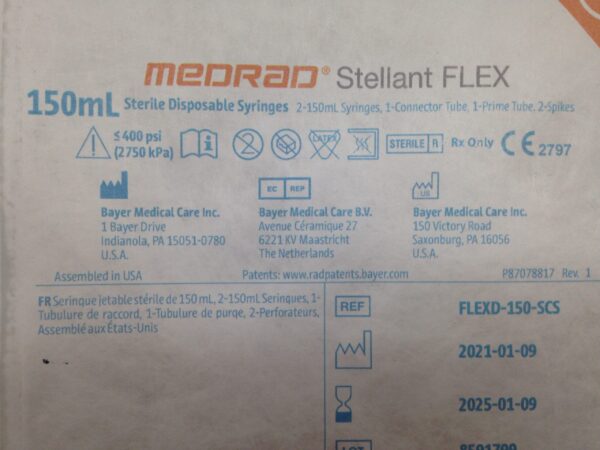 MEDRAD® Stellant FLEX
150mL Sterile Disposable Syringes 2-150mL Syringes, 1-Connector Tube, 1-Prime Tube, 2-Spikes
≤400 psi
(2750 kPa)
2
LATEX
STERILE R
Rx Only
CE 2797
EC REP
US
Bayer Medical Care Inc.
1 Bayer Drive
Indianola, PA 15051-0780
U.S.A.
Bayer Medical Care B.V.
Avenue Céramique 27
6221 KV Maastricht
The Netherlands
Bayer Medical Care Inc.
150 Victory Road
Saxonburg, PA 16056
U.S.A.
Assembled in USA
Patents: www.radpatents.bayer.com
P87078817 Rev. 1
FR Seringue jetable stérile de 150 mL, 2-150mL Seringues, 1-
Tubulure de raccord, 1-Tubulure de purge, 2-Perforateurs,
Assemblé aux États-Unis
REF FLEXD-150-SCS
2021-01-09
2025-01-09
LOT